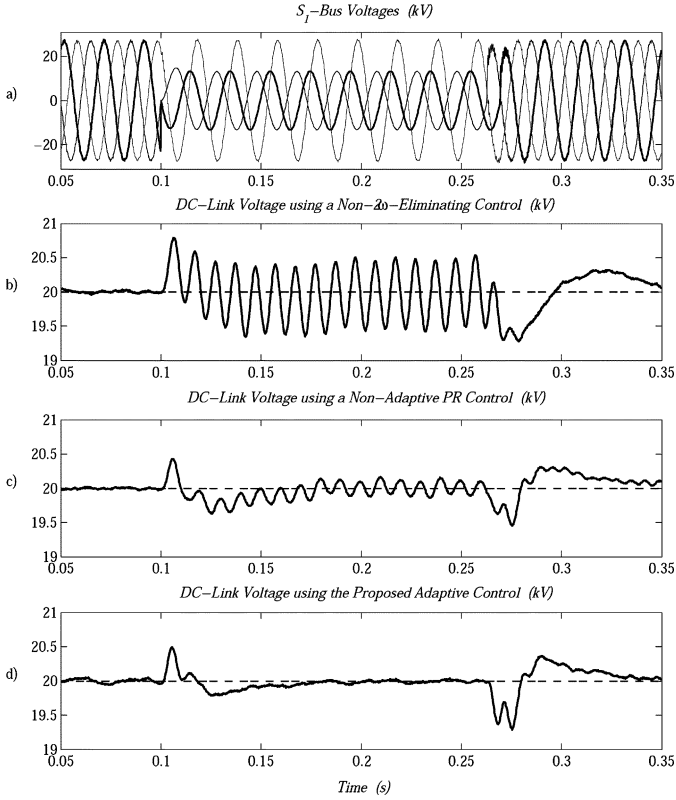 S1–Bus Voltages (kV)
a)
20
0
−20
0.05 0.1 0.15 0.2 0.25 0.3 0.35
DC–Link Voltage using a Non–2ω–Eliminating Control (kV)
b)
21
20.5
20
19.5
19
0.05 0.1 0.15 0.2 0.25 0.3 0.35
DC–Link Voltage using a Non–Adaptive PR Control (kV)
c)
21
20.5
20
19.5
19
0.05 0.1 0.15 0.2 0.25 0.3 0.35
DC–Link Voltage using the Proposed Adaptive Control (kV)
d)
21
20.5
20
19.5
19
0.05 0.1 0.15 0.2 0.25 0.3 0.35
Time (s)